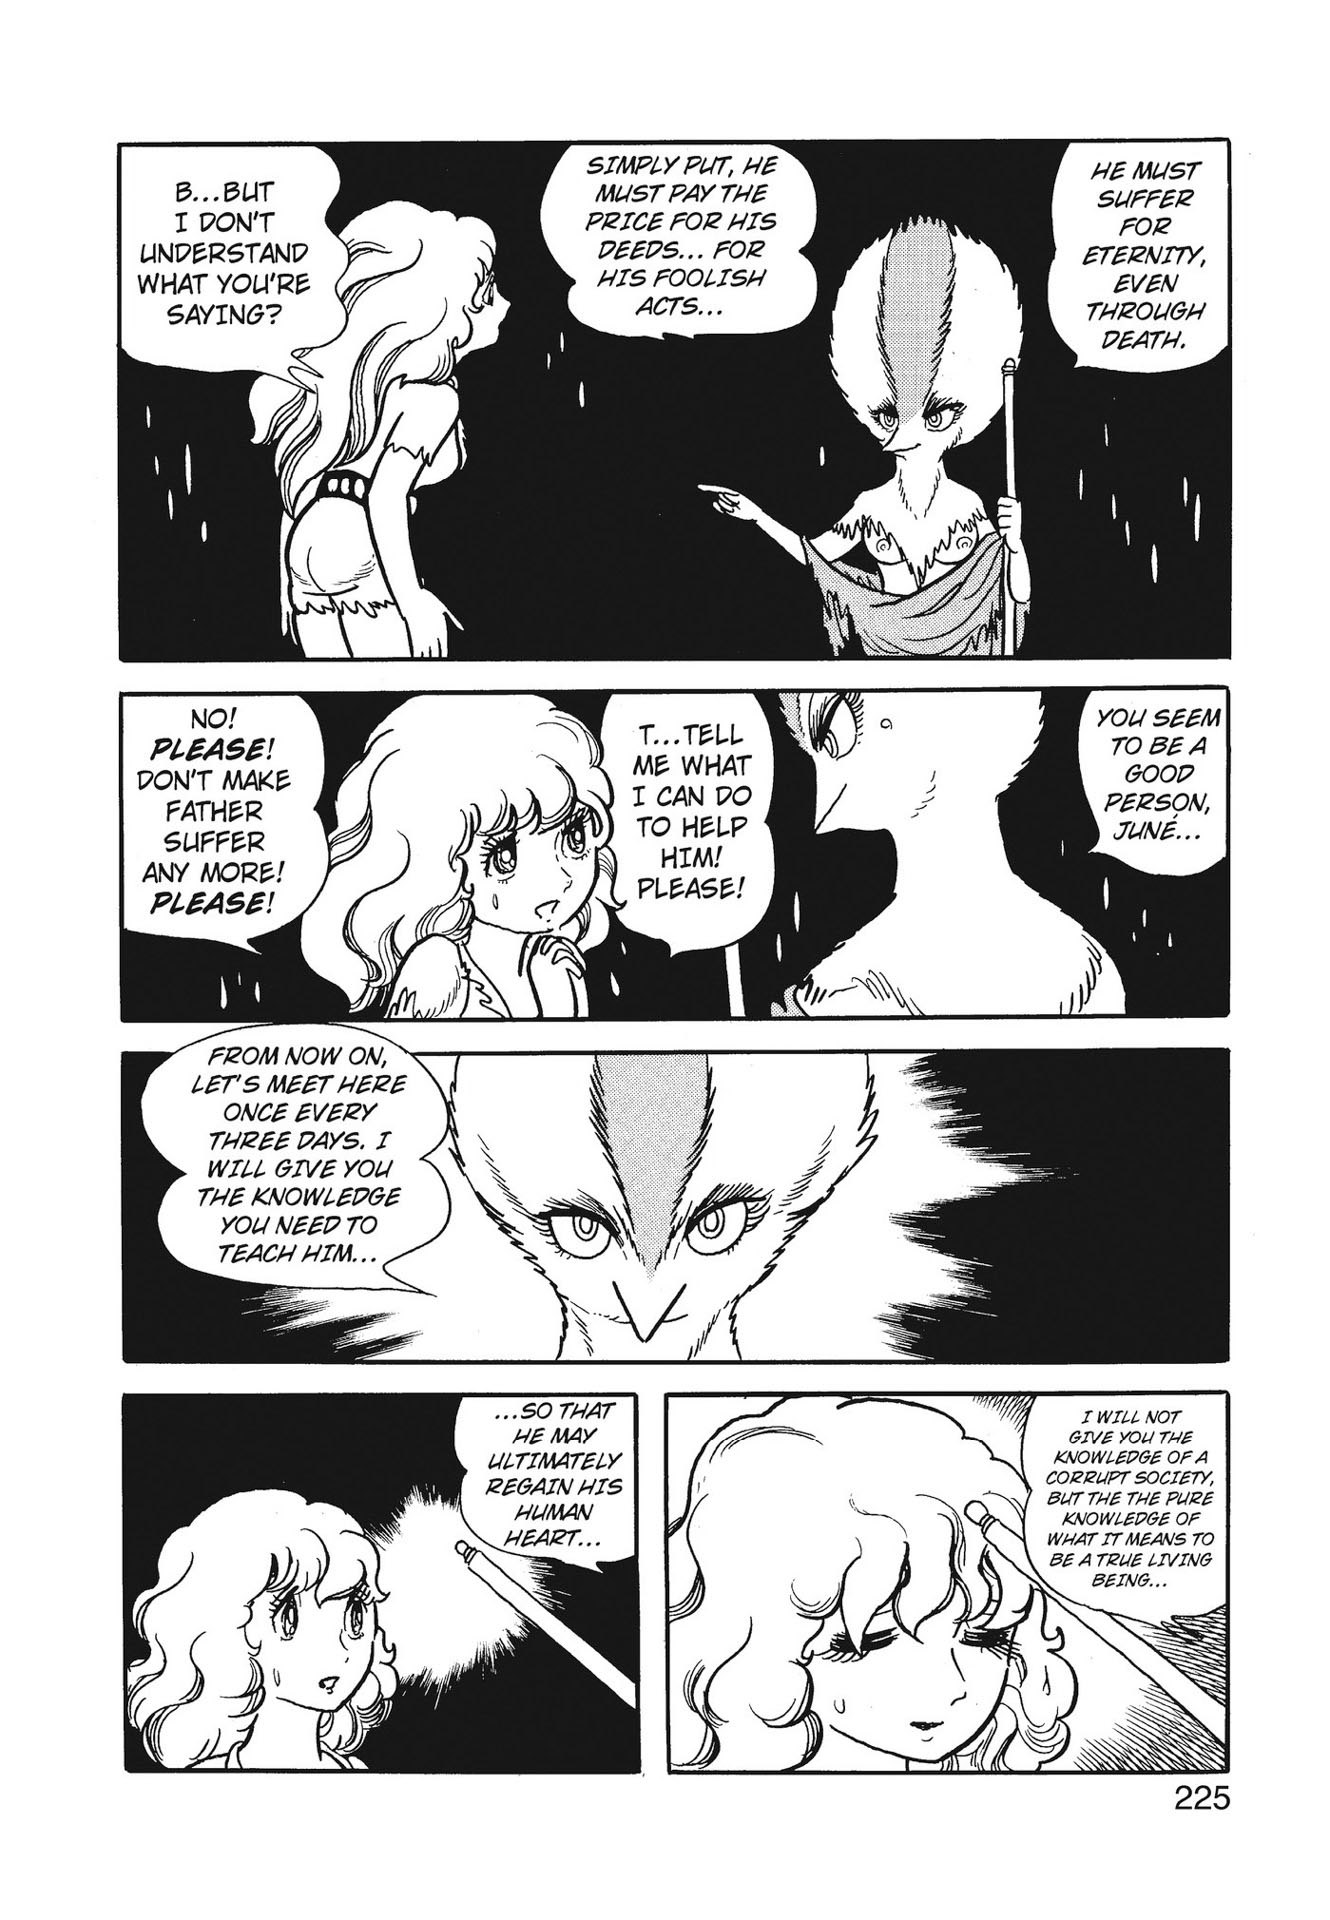 B...BUT
I DON'T
UNDERSTAND
WHAT YOU'RE
SAYING?
SIMPLY PUT, HE
MUST PAY THE
PRICE FOR HIS
DEEDS... FOR
HIS FOOLISH
ACTS...
HE MUST
SUFFER
FOR
ETERNITY,
EVEN
THROUGH
DEATH.
NO!
PLEASE!
DON'T MAKE
FATHER
SUFFER
ANY MORE!
PLEASE!
T...TELL
ME WHAT
I CAN DO
TO HELP
HIM!
PLEASE!
YOU SEEM
TO BE A
GOOD
PERSON,
JUNÉ...
FROM NOW ON,
LET'S MEET HERE
ONCE EVERY
THREE DAYS. I
WILL GIVE YOU
THE KNOWLEDGE
YOU NEED TO
TEACH HIM...
...SO THAT
HE MAY
ULTIMATELY
REGAIN HIS
HUMAN
HEART...
I WILL NOT
GIVE YOU THE
KNOWLEDGE OF A
CORRUPT SOCIETY,
BUT THE THE PURE
KNOWLEDGE OF
WHAT IT MEANS TO
BE A TRUE LIVING
BEING...
225